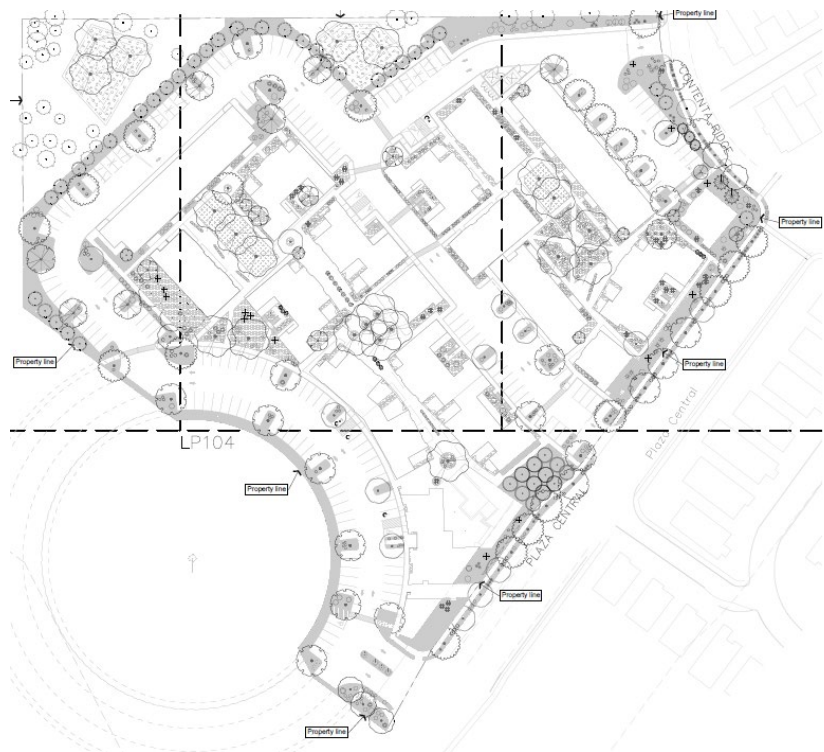 Property line
CONTENTA RIDGE
Property line
Property line
Property line
Plaza Central
LP104
Property line
PLAZA CENTRAL
Property line
Property line